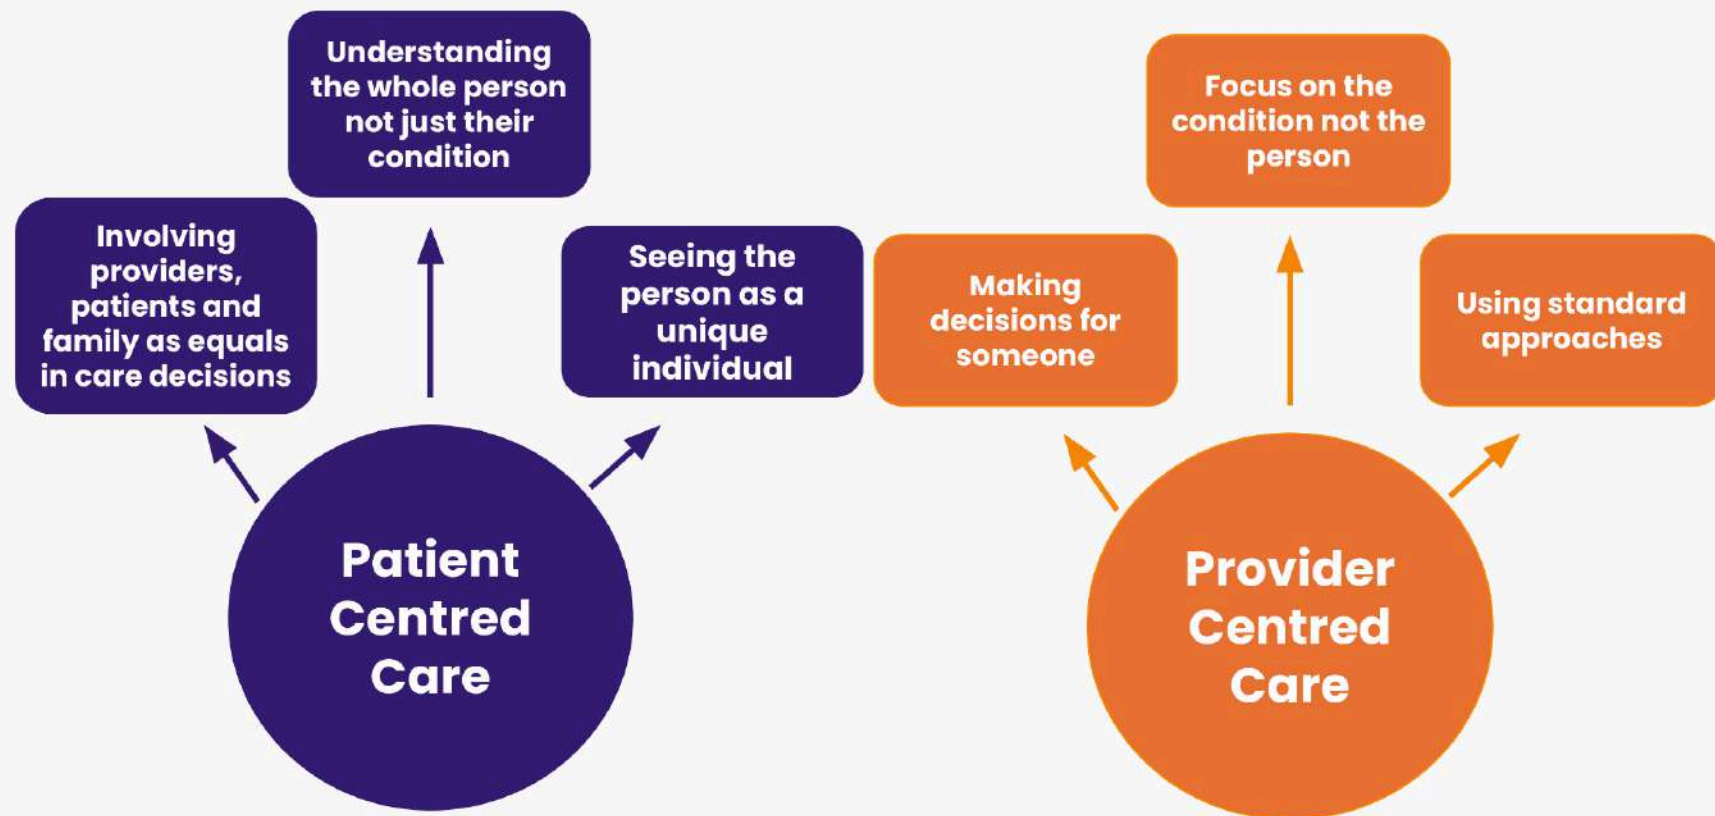 Understanding
the whole person
not just their
condition
Involving
providers,
patients and
family as equals
in care decisions
Seeing the
person as a
unique
individual
Patient
Centred
Care
Focus on the
condition not the
person
Making
decisions for
someone
Using standard
approaches
Provider
Centred
Care